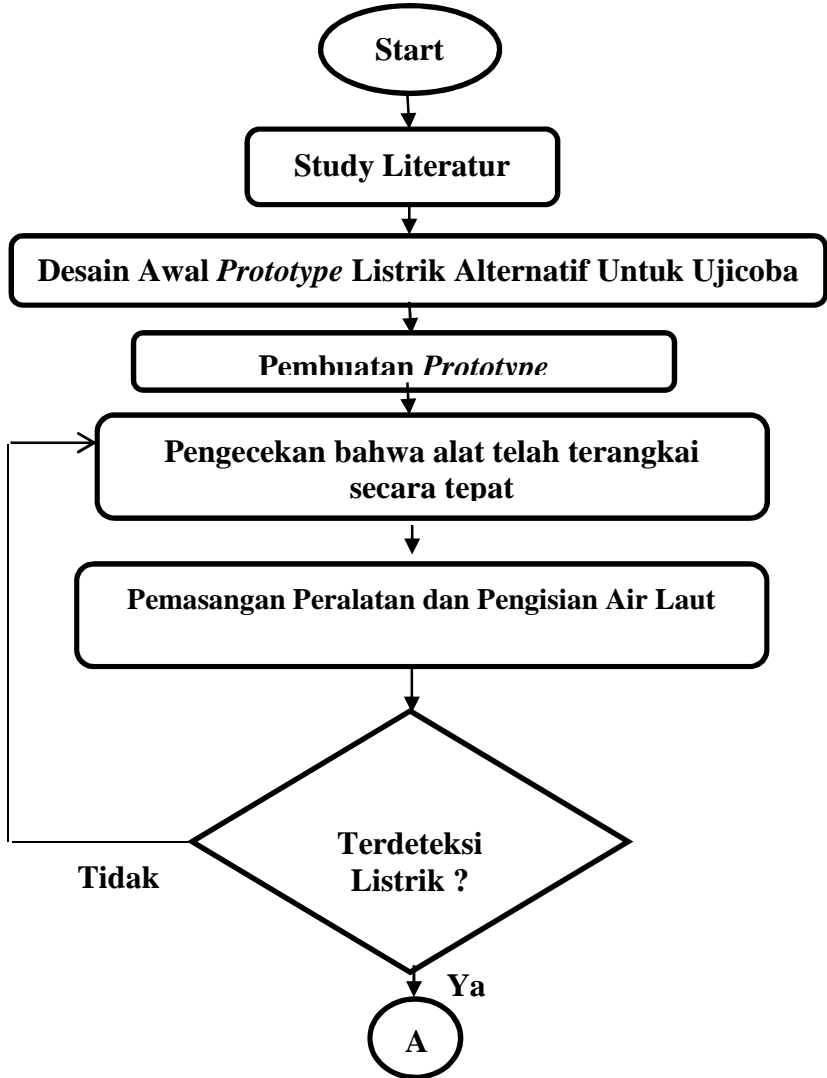 Start
Study Literatur
Desain Awal Prototype Listrik Alternatif Untuk Ujicoba
Pembuatan Prototype
Pengecekan bahwa alat telah terangkai
secara tepat
Pemasangan Peralatan dan Pengisian Air Laut
Terdeteksi
Listrik ?
Tidak
Ya
A